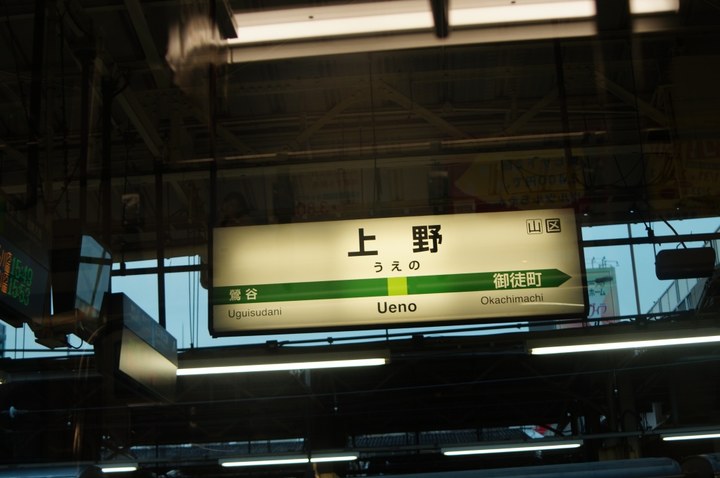 上野
山 区
うえの
鶯谷
御徒町
Uguisudani
Ueno
Okachimachi